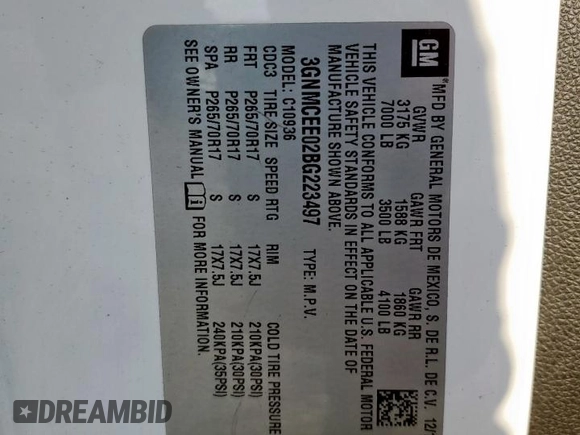 GM
MFD BY GENERAL MOTORS DE MEXICO, S. DE R.L. DE C.V. 12/
GVWR GAWR FRT GAWR RR
3175 KG 1588 KG 1860 KG
7000 LB 3500 LB 4100 LB
THIS VEHICLE CONFORMS TO ALL APPLICABLE U.S. FEDERAL MOTOR
VEHICLE SAFETY STANDARDS IN EFFECT ON THE DATE OF
MANUFACTURE SHOWN ABOVE.
3GNMCEE02BG223497 TYPE: M.P.V.
MODEL: C10936
CDC3 TIRE/SIZE SPEED RTG RIM COLD TIRE PRESSURE
FRT P265/70R17 S 17X7.5J 210KPA(30PSI)
RR P265/70R17 S 17X7.5J 210KPA(30PSI)
SPA P265/70R17 S 17X7.5J 240KPA(35PSI)
SEE OWNER'S MANUAL FOR MORE INFORMATION.
DREAMBID